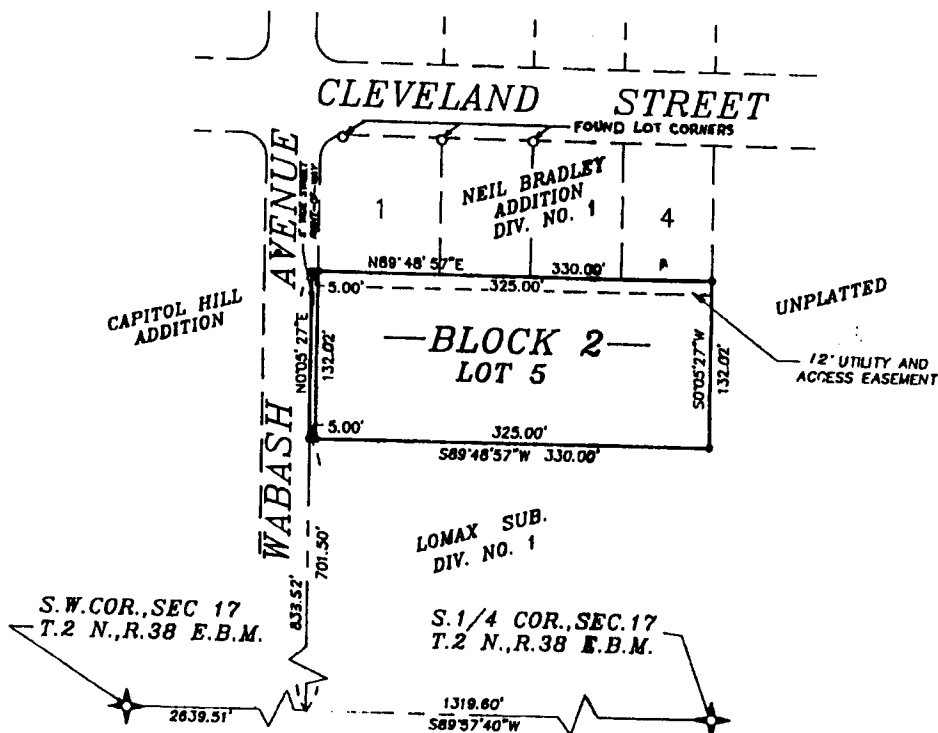 CLEVELAND STREET
FOUND LOT CORNERS
WABASH AVENUE
NEIL BRADLEY
ADDITION
DIV. NO. 1
1
4
N89°48'57"E 330.00'
5.00' 325.00'
UNPLATTED
CAPITOL HILL
ADDITION
N0°05'27"E
132.02'
BLOCK 2
LOT 5
S0°05'27"W
132.02'
12' UTILITY AND
ACCESS EASEMENT
5.00' 325.00'
S89°48'57"W 330.00'
LOMAX SUB.
DIV. NO. 1
701.50'
833.52'
S.W.COR.,SEC 17
T.2 N.,R.38 E.B.M.
S.1/4 COR.,SEC.17
T.2 N.,R.38 E.B.M.
2639.51'
1319.60'
S89°57'40"W